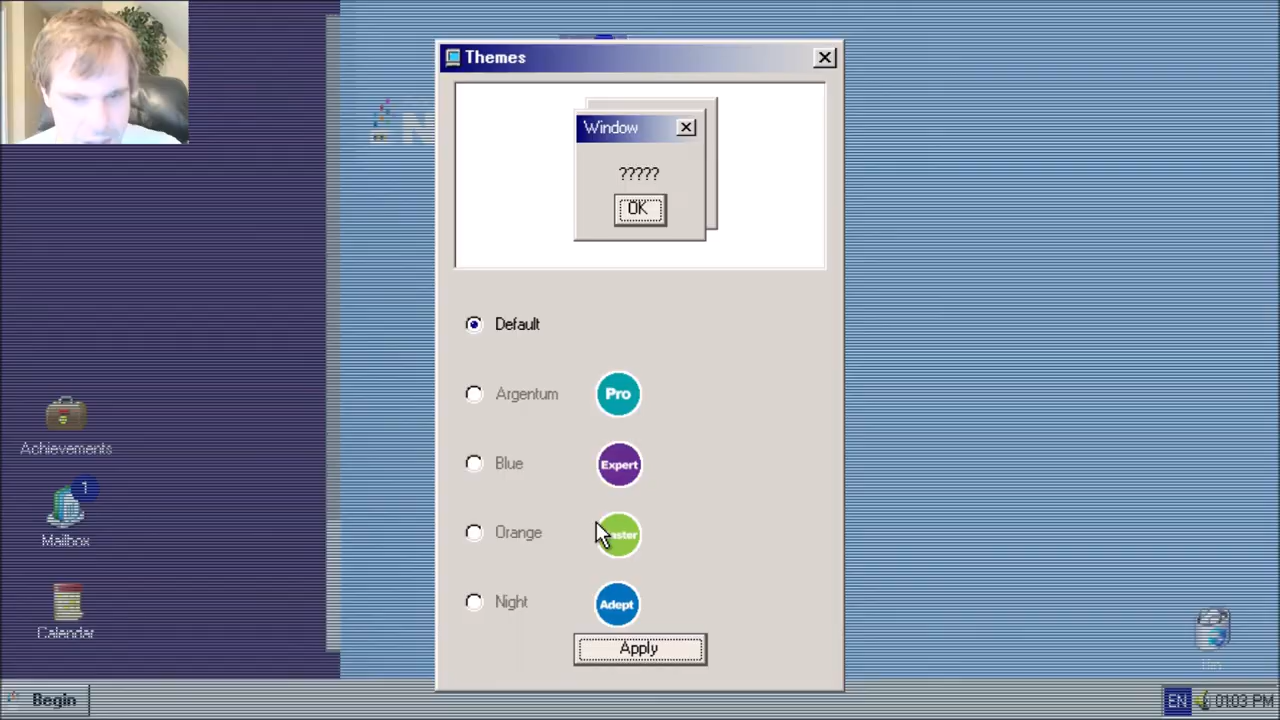 Themes
Window
?????
OK
Default
Argentum
Pro
Blue
Expert
Orange
Night
Adept
Apply
Achievements
1
Mailbox
Calendar
Begin
EN
01:03 PM